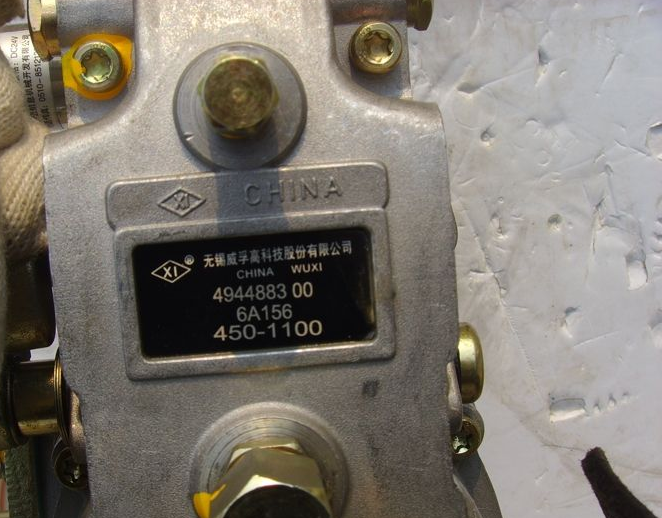 DC24V
XI CHINA
XI ® 无锡威孚高科技股份有限公司
CHINA WUXI
4944883 00
6A156
450-1100